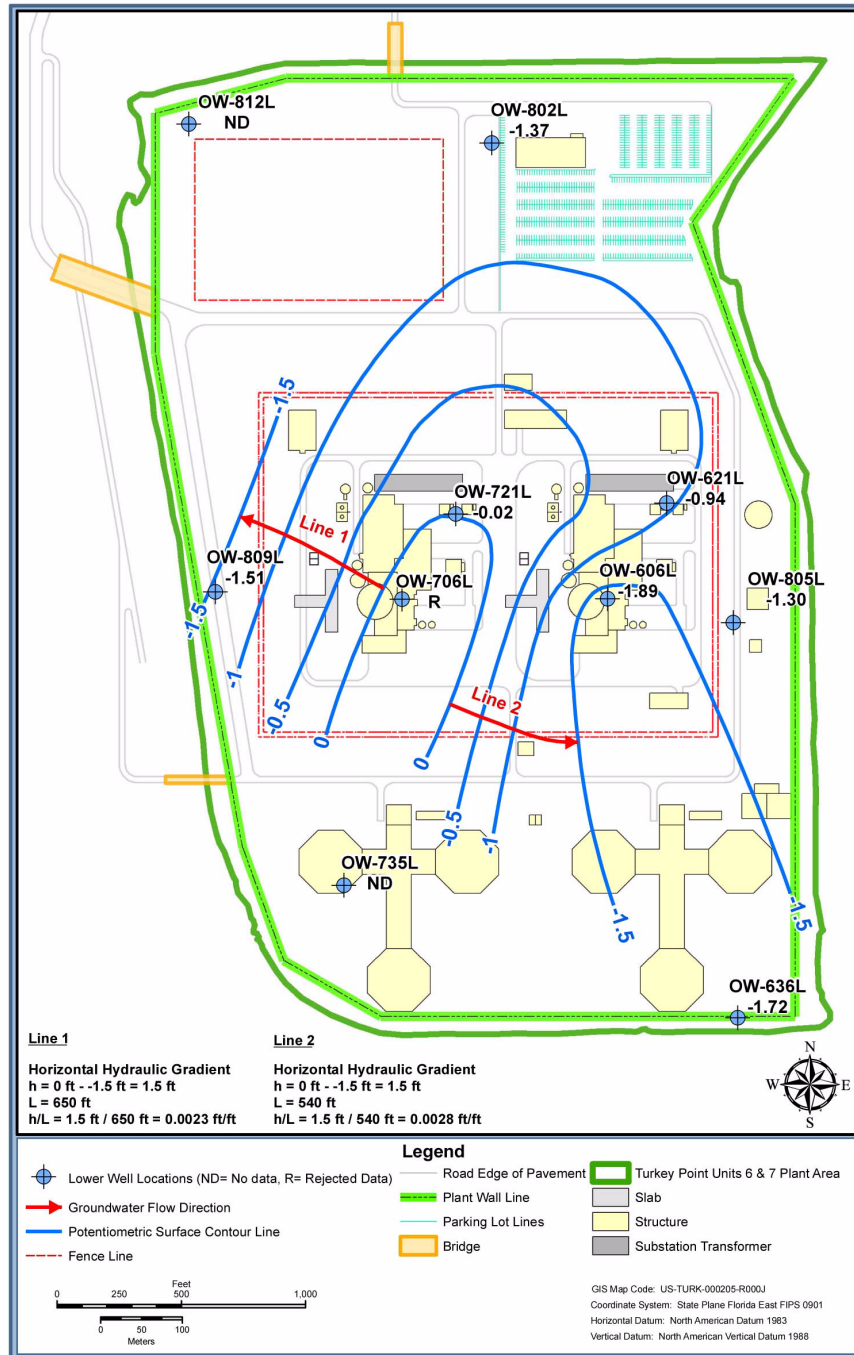 OW-812L
ND
OW-802L
-1.37
-1.5
OW-721L
-0.02
OW-621L
-0.94
Line 1
OW-809L
-1.51
OW-706L
R
OW-606L
-1.89
OW-805L
-1.30
-1.5
-1
-0.5
0
Line 2
0
-0.5
-1
OW-735L
ND
-1.5
-1.5
OW-636L
-1.72
Line 1
Horizontal Hydraulic Gradient
h = 0 ft - -1.5 ft = 1.5 ft
L = 650 ft
h/L = 1.5 ft / 650 ft = 0.0023 ft/ft
Line 2
Horizontal Hydraulic Gradient
h = 0 ft - -1.5 ft = 1.5 ft
L = 540 ft
h/L = 1.5 ft / 540 ft = 0.0028 ft/ft
N
W E
S
Legend
Lower Well Locations (ND= No data, R= Rejected Data)
Groundwater Flow Direction
Potentiometric Surface Contour Line
Fence Line
Road Edge of Pavement
Plant Wall Line
Parking Lot Lines
Bridge
Turkey Point Units 6 & 7 Plant Area
Slab
Structure
Substation Transformer
Feet
0 250 500 1,000
0 50 100
Meters
GIS Map Code: US-TURK-000205-R000J
Coordinate System: State Plane Florida East FIPS 0901
Horizontal Datum: North American Datum 1983
Vertical Datum: North American Vertical Datum 1988